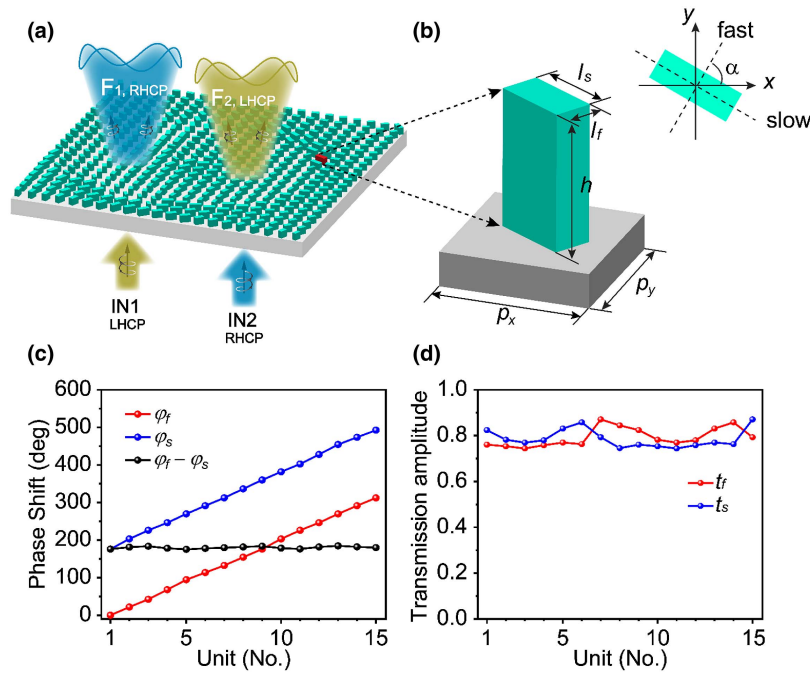 (a)
F1, RHCP
F2, LHCP
IN1
LHCP
IN2
RHCP
(b)
ls
lf
h
px
py
y
fast
α
x
slow
(c)
600
500
400
300
200
100
0
Phase Shift (deg)
φf
φs
φf − φs
1
5
10
15
Unit (No.)
(d)
1.0
0.8
0.6
0.4
0.2
0.0
Transmission amplitude
tf
ts
1
5
10
15
Unit (No.)